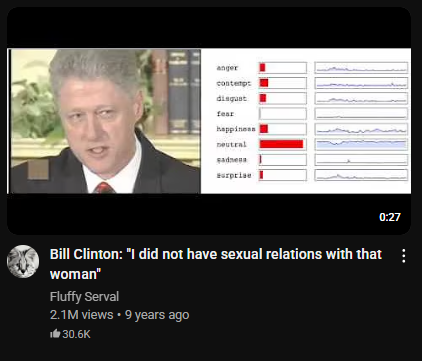 anger
contempt
disgust
fear
happiness
neutral
sadness
surprise
0:27
Bill Clinton: "I did not have sexual relations with that
woman"
Fluffy Serval
2.1M views • 9 years ago
30.6K